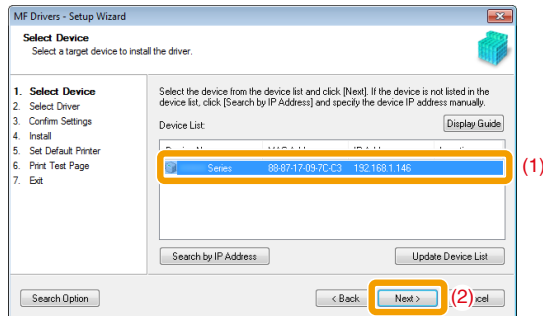 MF Drivers - Setup Wizard
Select Device
Select a target device to install the driver.
1. Select Device
2. Select Driver
3. Confirm Settings
4. Install
5. Set Default Printer
6. Print Test Page
7. Exit
Select the device from the device list and click [Next]. If the device is not listed in the
device list, click [Search by IP Address] and specify the device IP address manually.
Device List:
Display Guide
Series 88-87-17-09-7C-C3 192.168.1.146
(1)
Search by IP Address
Update Device List
Search Option
< Back
Next >
(2)